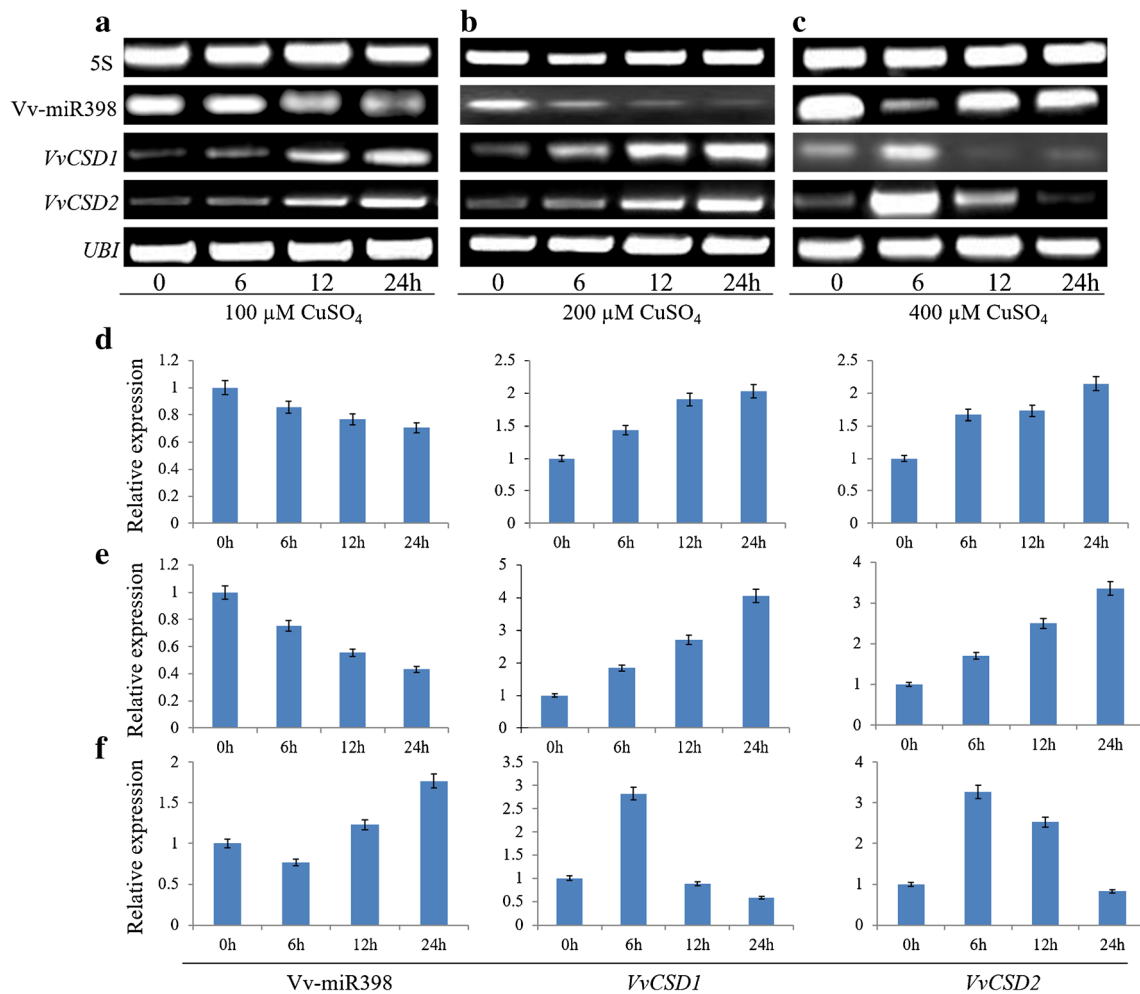 a b c
5S
Vv-miR398
VvCSD1
VvCSD2
UBI
0 6 12 24h 0 6 12 24h 0 6 12 24h
100 µM CuSO₄ 200 µM CuSO₄ 400 µM CuSO₄
d
Relative expression
1.2
1
0.8
0.6
0.4
0.2
0
0h 6h 12h 24h
2.5
2
1.5
1
0.5
0
0h 6h 12h 24h
2.5
2
1.5
1
0.5
0
0h 6h 12h 24h
e
Relative expression
1.2
1
0.8
0.6
0.4
0.2
0
0h 6h 12h 24h
5
4
3
2
1
0
0h 6h 12h 24h
4
3
2
1
0
0h 6h 12h 24h
f
Relative expression
2
1.5
1
0.5
0
0h 6h 12h 24h
3.5
3
2.5
2
1.5
1
0.5
0
0h 6h 12h 24h
4
3
2
1
0
0h 6h 12h 24h
Vv-miR398 VvCSD1 VvCSD2